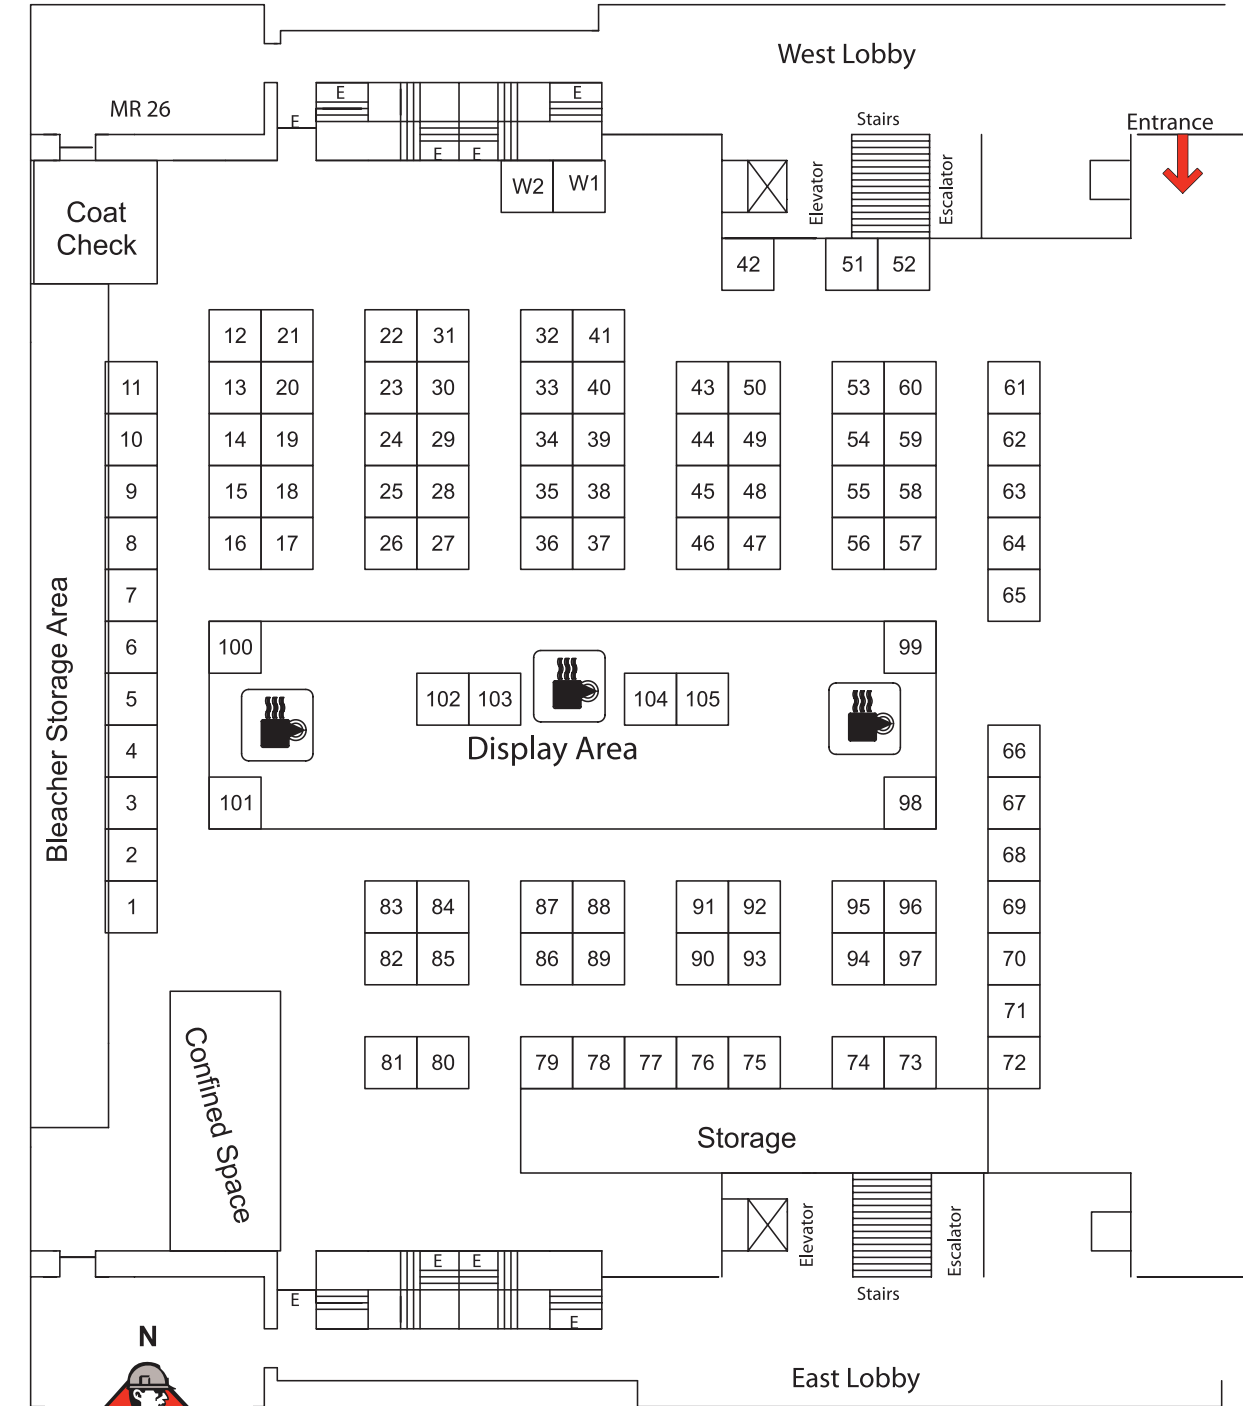 West Lobby
MR 26
E
E
E
E
E
Stairs
Entrance
Elevator
Escalator
W2 W1
Coat
Check
42 51 52
12 21 22 31 32 41
11 13 20 23 30 33 40 43 50 53 60 61
10 14 19 24 29 34 39 44 49 54 59 62
9 15 18 25 28 35 38 45 48 55 58 63
8 16 17 26 27 36 37 46 47 56 57 64
7 65
6 100 99
5 102 103 104 105
4 66
Display Area
3 101 98 67
2 68
1 83 84 87 88 91 92 95 96 69
82 85 86 89 90 93 94 97 70
71
81 80 79 78 77 76 75 74 73 72
Bleacher Storage Area
Confined Space
Storage
Elevator
Escalator
E
E
E
E
Stairs
N
East Lobby